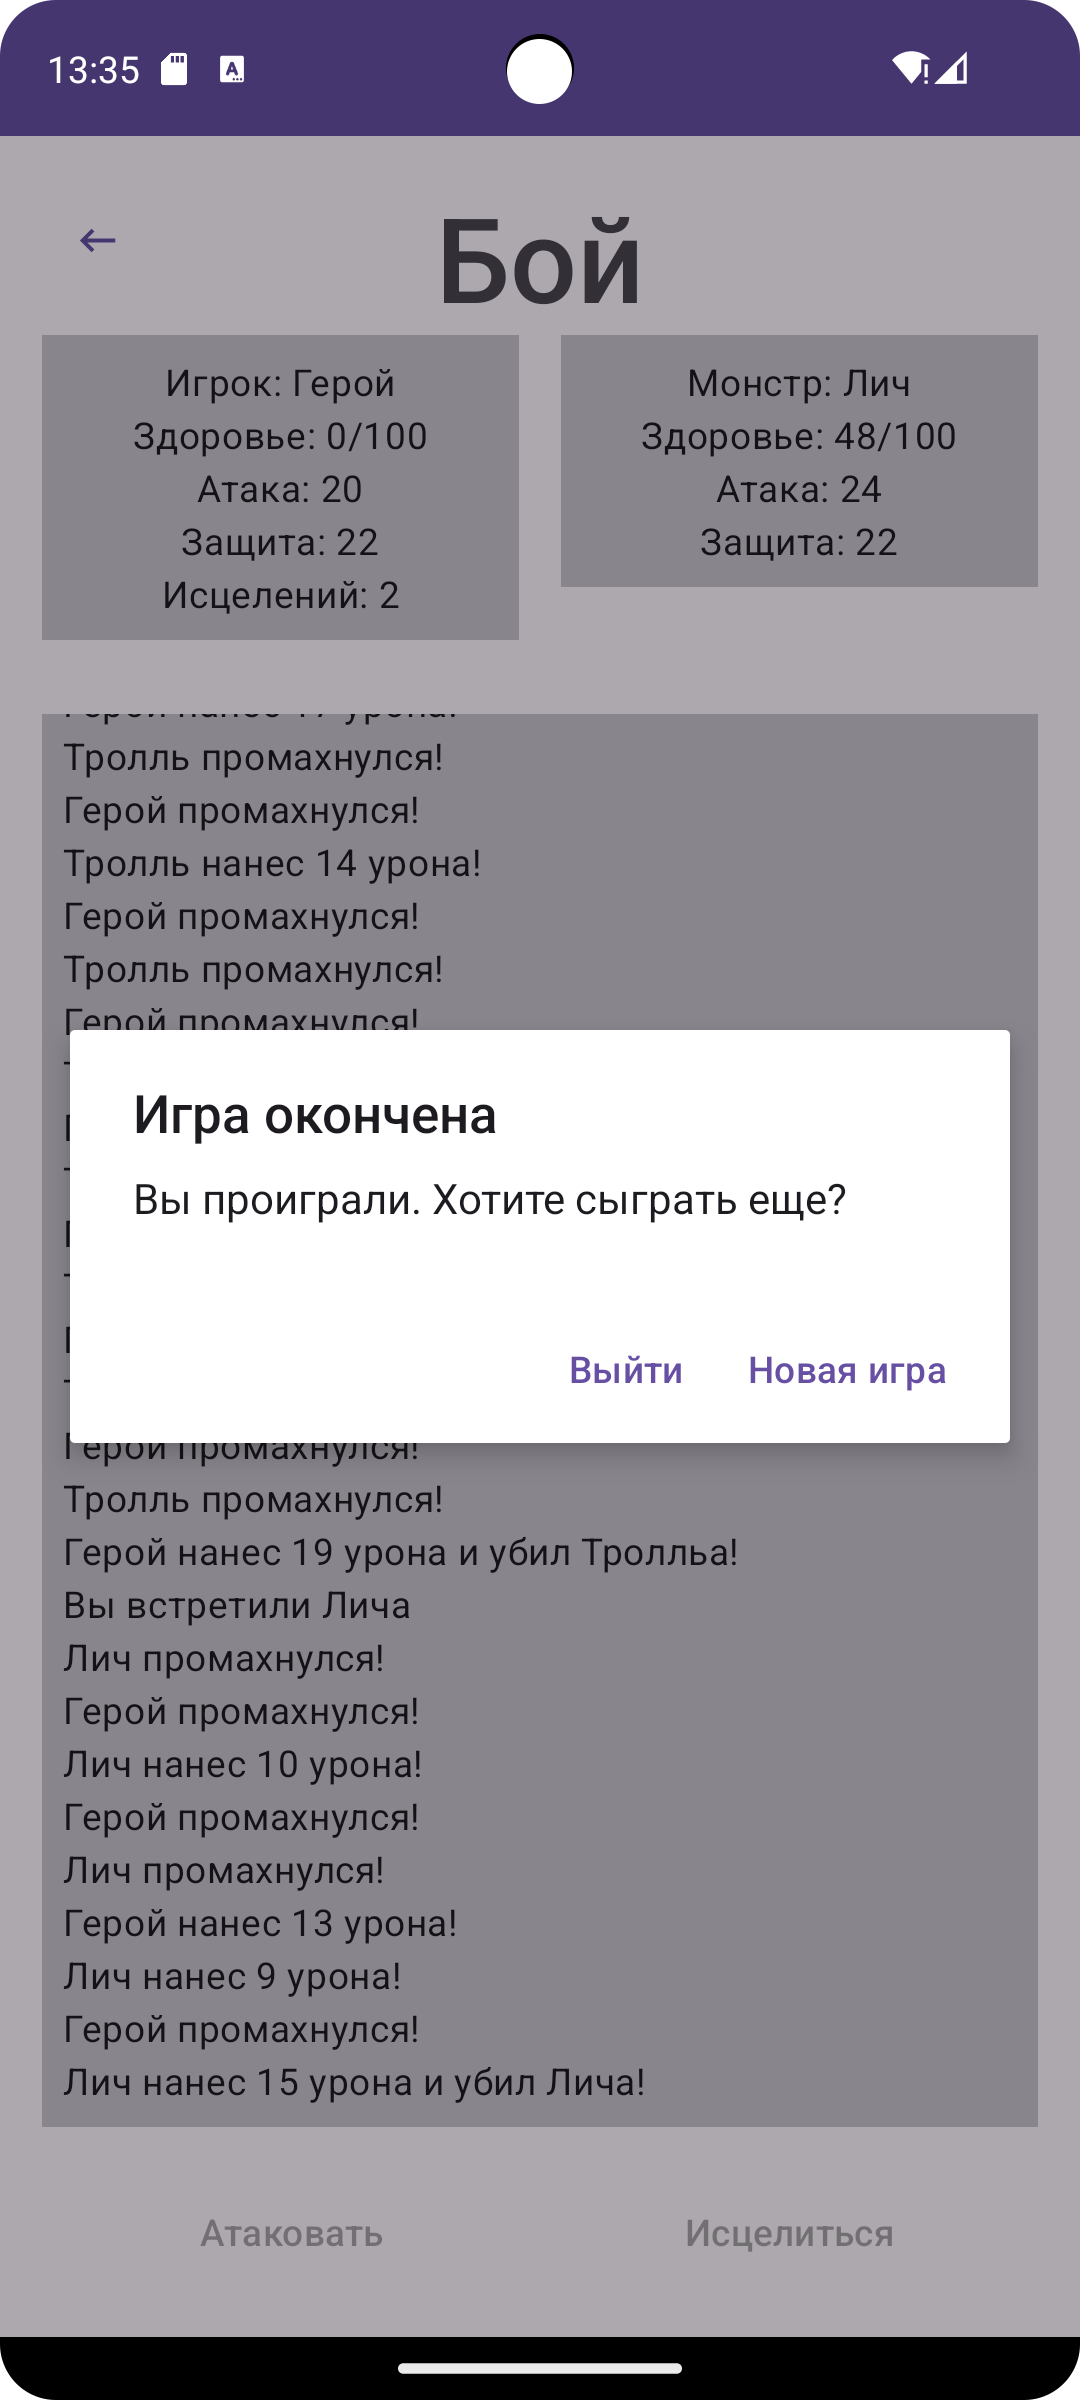 13:35
Бой
Игрок: Герой
Здоровье: 0/100
Атака: 20
Защита: 22
Исцелений: 2
Монстр: Лич
Здоровье: 48/100
Атака: 24
Защита: 22
Герой нанес 17 урона!
Тролль промахнулся!
Герой промахнулся!
Тролль нанес 14 урона!
Герой промахнулся!
Тролль промахнулся!
Герой промахнулся!
Игра окончена
Вы проиграли. Хотите сыграть еще?
Выйти
Новая игра
Герой промахнулся!
Тролль промахнулся!
Герой нанес 19 урона и убил Тролльа!
Вы встретили Лича
Лич промахнулся!
Герой промахнулся!
Лич нанес 10 урона!
Герой промахнулся!
Лич промахнулся!
Герой нанес 13 урона!
Лич нанес 9 урона!
Герой промахнулся!
Лич нанес 15 урона и убил Лича!
Атаковать
Исцелиться